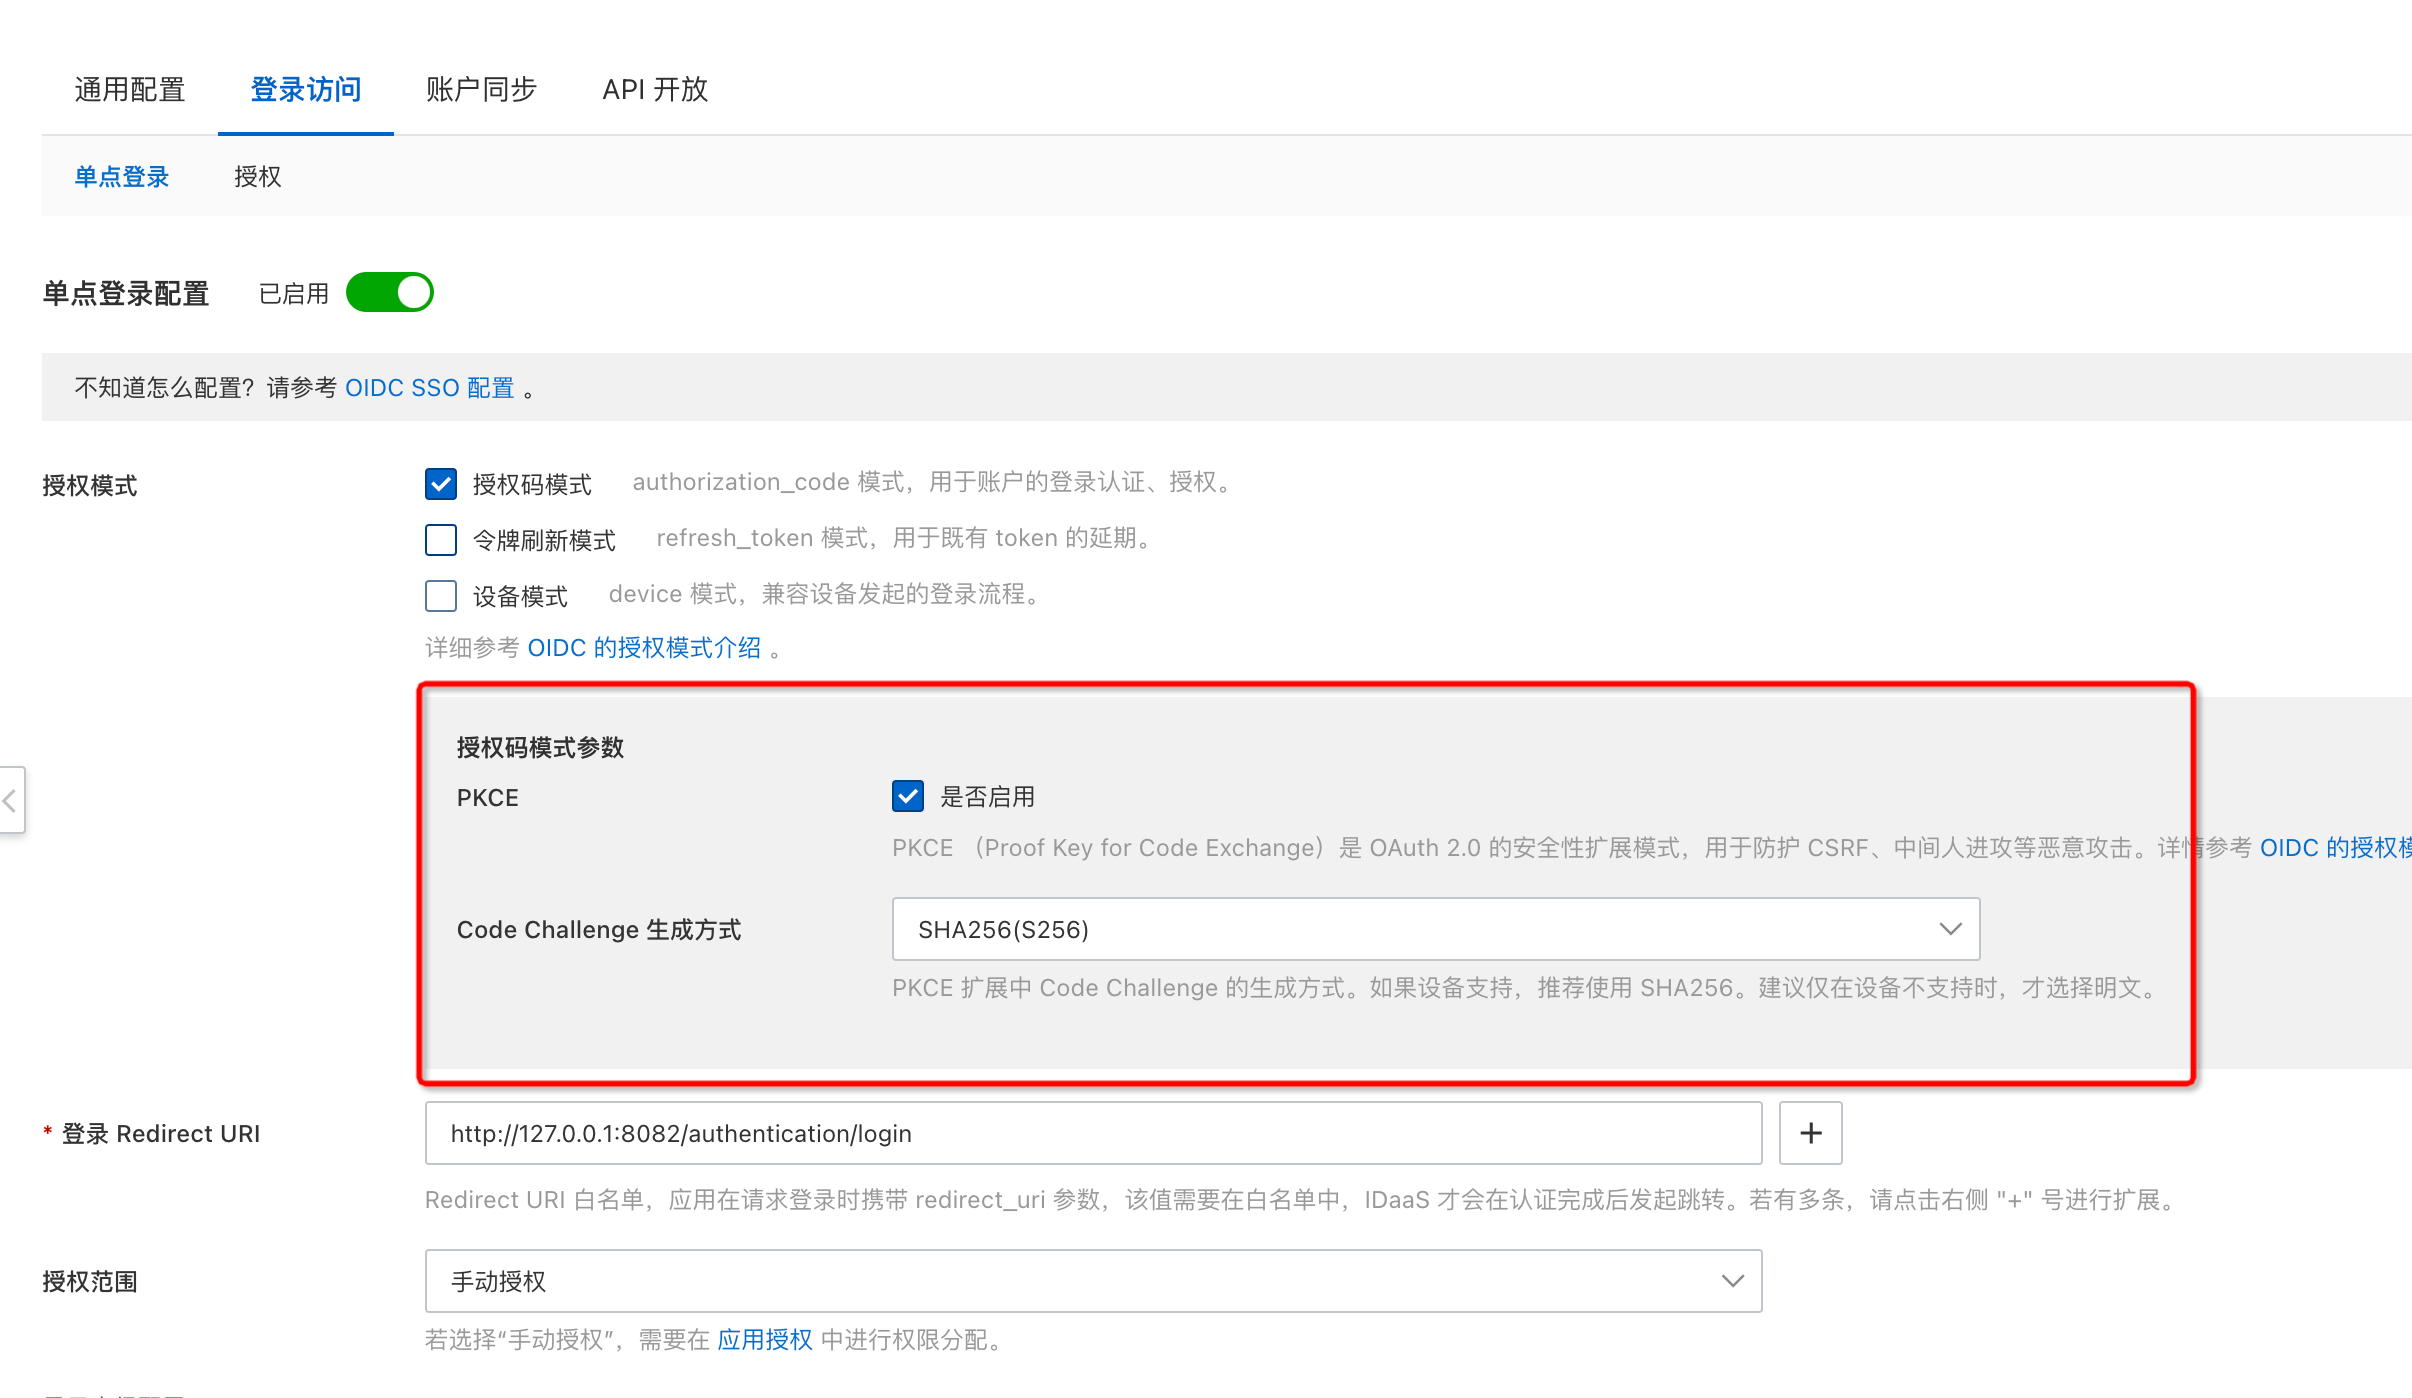 通用配置 登录访问 账户同步 API 开放
单点登录 授权
单点登录配置 已启用
不知道怎么配置？请参考 OIDC SSO 配置 。
授权模式 授权码模式 authorization_code 模式，用于账户的登录认证、授权。
令牌刷新模式 refresh_token 模式，用于既有 token 的延期。
设备模式 device 模式，兼容设备发起的登录流程。
详细参考 OIDC 的授权模式介绍 。
授权码模式参数
PKCE 是否启用
PKCE （Proof Key for Code Exchange）是 OAuth 2.0 的安全性扩展模式，用于防护 CSRF、中间人进攻等恶意攻击。详情参考 OIDC 的授权模
Code Challenge 生成方式 SHA256(S256)
PKCE 扩展中 Code Challenge 的生成方式。如果设备支持，推荐使用 SHA256。建议仅在设备不支持时，才选择明文。
* 登录 Redirect URI http://127.0.0.1:8082/authentication/login +
Redirect URI 白名单，应用在请求登录时携带 redirect_uri 参数，该值需要在白名单中，IDaaS 才会在认证完成后发起跳转。若有多条，请点击右侧 "+" 号进行扩展。
授权范围 手动授权
若选择“手动授权”，需要在 应用授权 中进行权限分配。